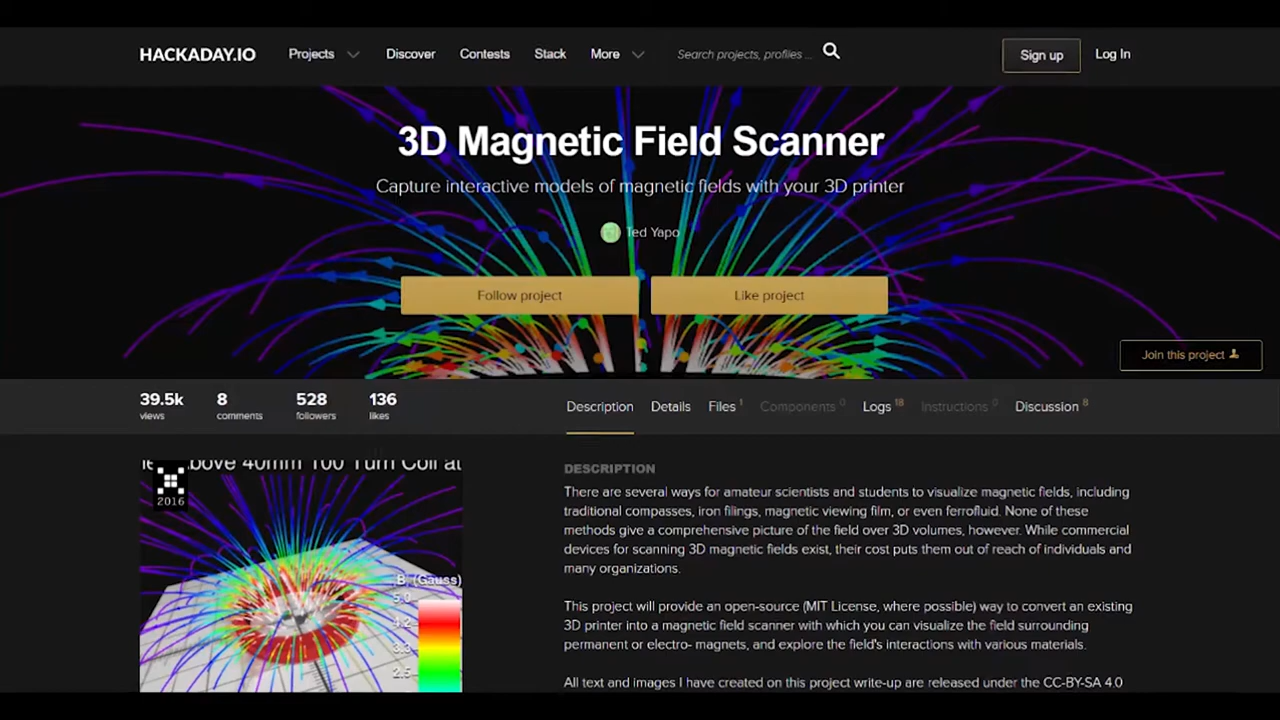 HACKADAY.IO Projects Discover Contests Stack More Search projects, profiles ... Sign up Log In
3D Magnetic Field Scanner
Capture interactive models of magnetic fields with your 3D printer
Ted Yapo
Follow project Like project
Join this project
39.5k 8 528 136
views comments followers likes
Description Details Files 1 Components 0 Logs 18 Instructions 0 Discussion 8
bove 40mm 100 Turn Coil at
2016
B (Gauss)
5.0
4.2
3.3
2.5
DESCRIPTION
There are several ways for amateur scientists and students to visualize magnetic fields, including
traditional compasses, iron filings, magnetic viewing film, or even ferrofluid. None of these
methods give a comprehensive picture of the field over 3D volumes, however. While commercial
devices for scanning 3D magnetic fields exist, their cost puts them out of reach of individuals and
many organizations.
This project will provide an open-source (MIT License, where possible) way to convert an existing
3D printer into a magnetic field scanner with which you can visualize the field surrounding
permanant or electro- magnets, and explore the field's interactions with various materials.
All text and images I have created on this project write-up are released under the CC-BY-SA 4.0